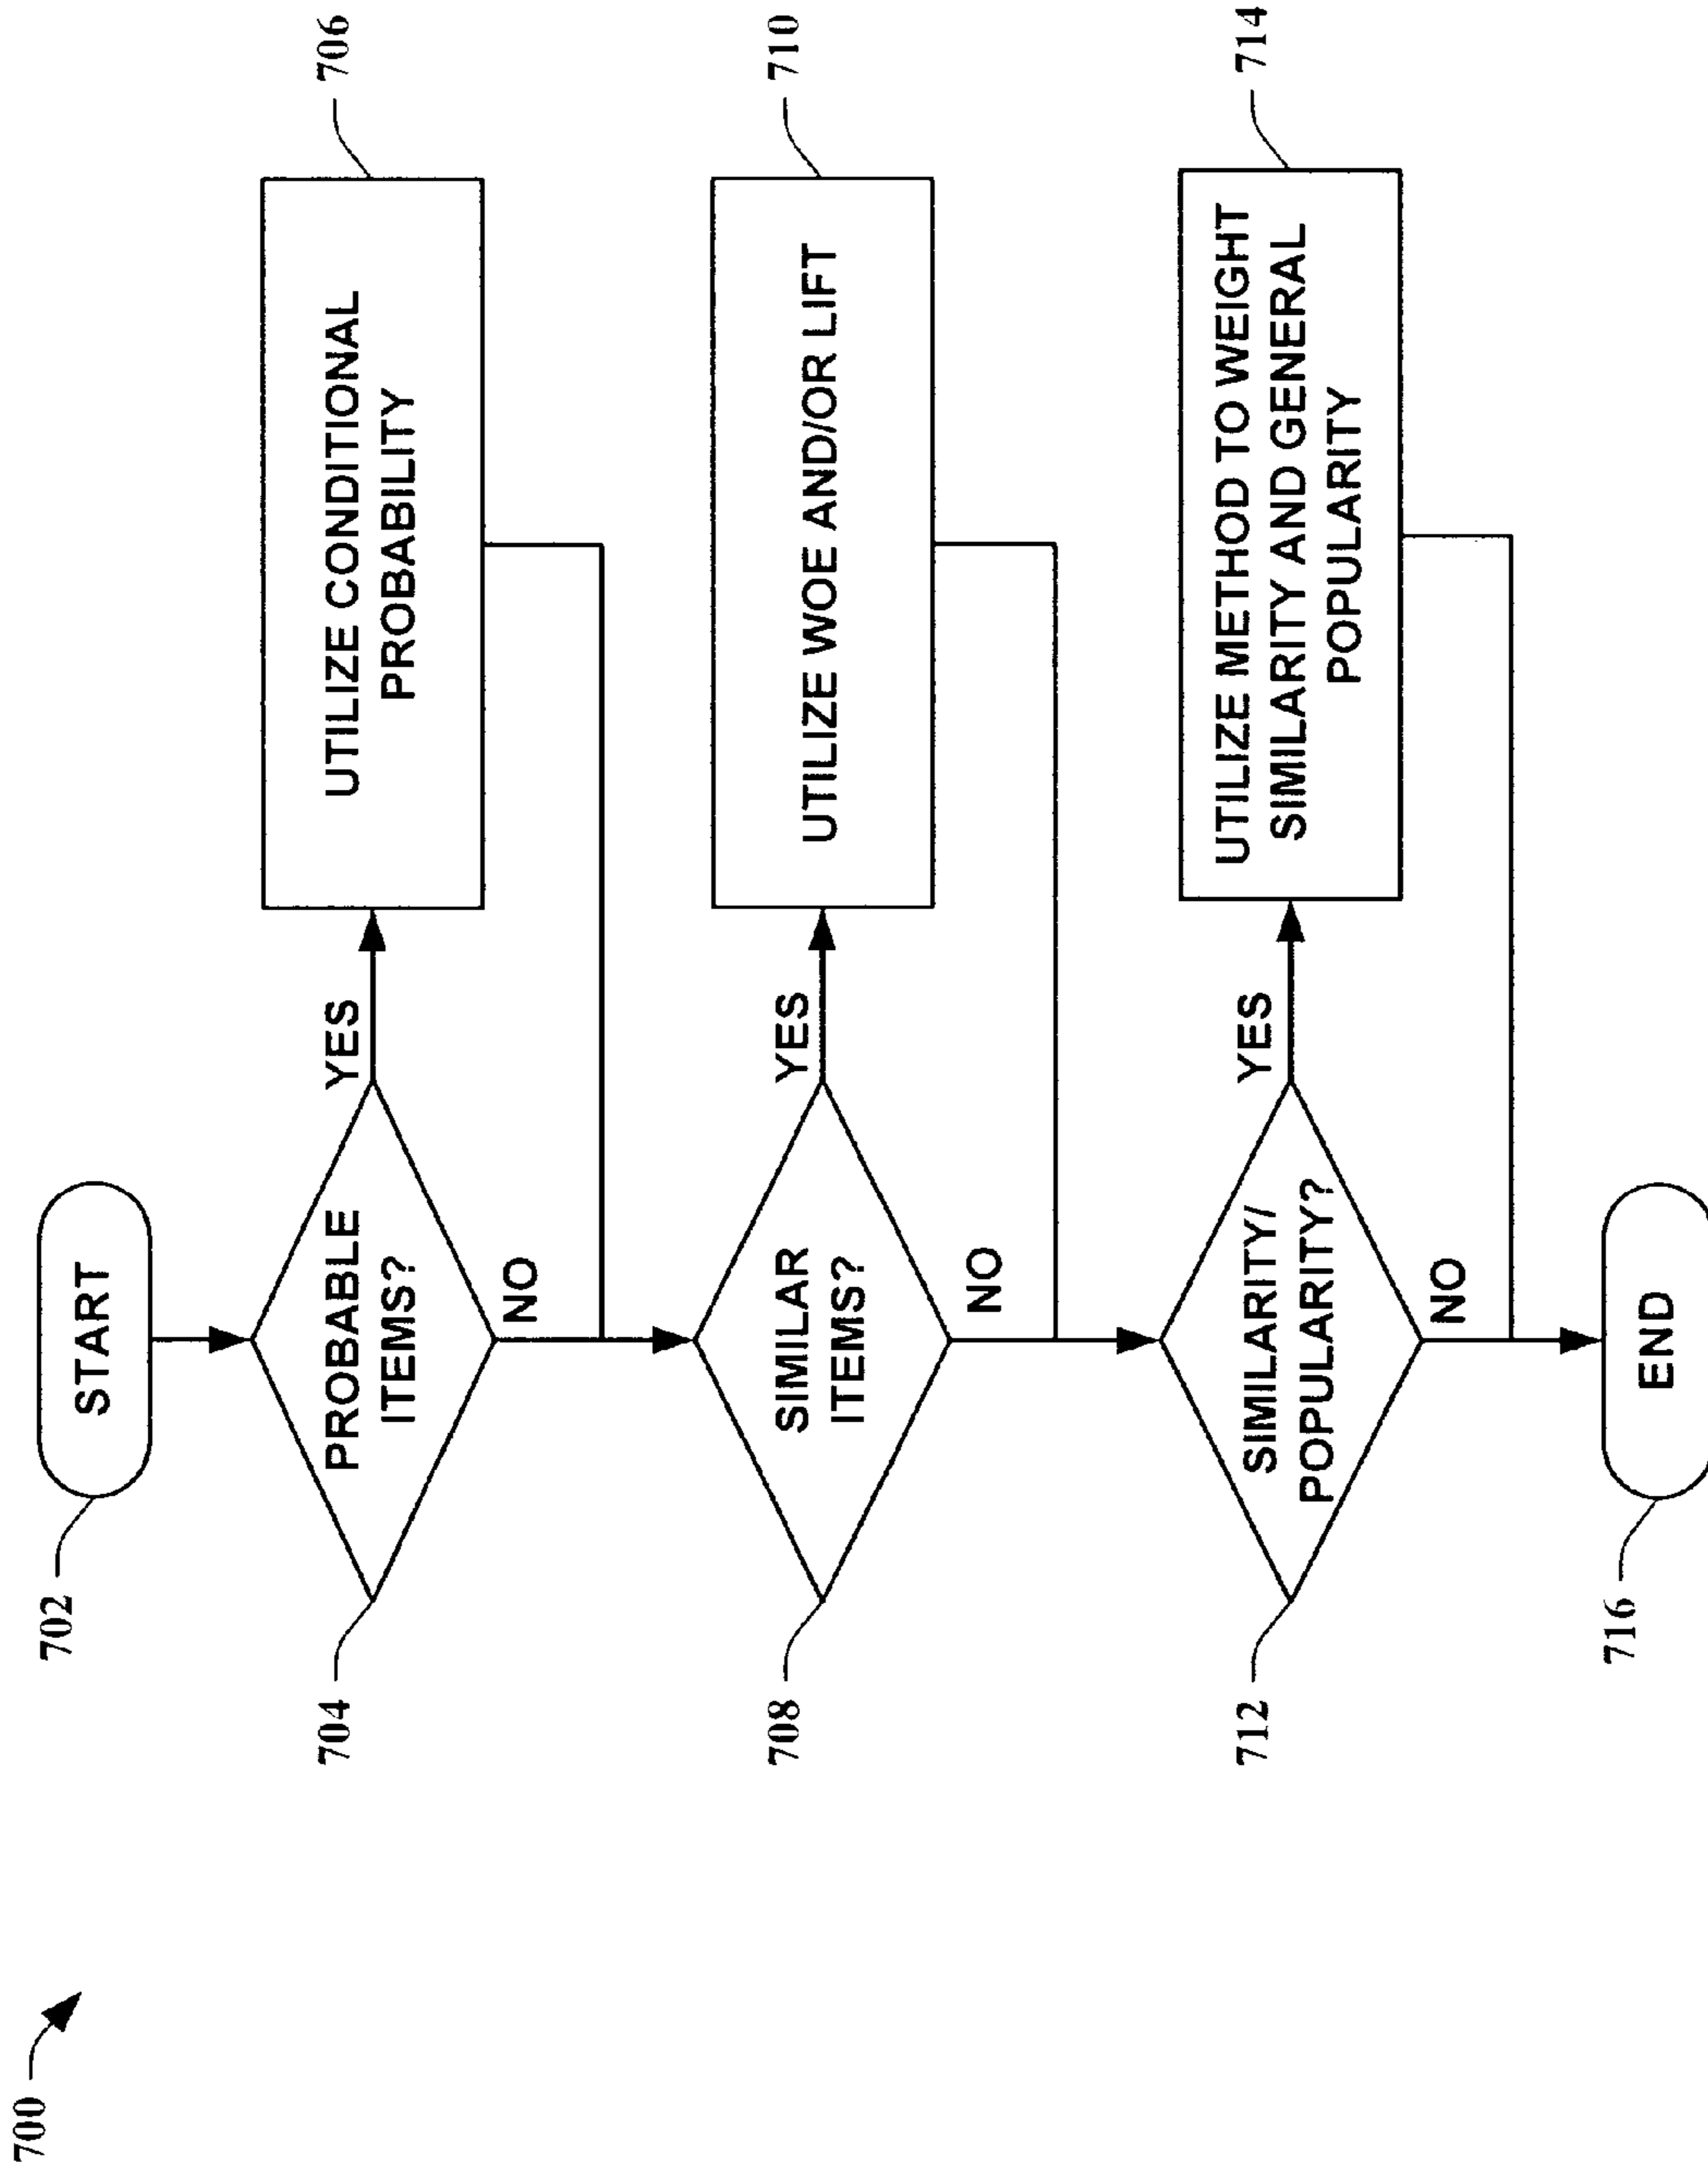 700
702
START
704
PROBABLE
ITEMS?
YES
NO
UTILIZE CONDITIONAL
PROBABILITY
706
708
SIMILAR
ITEMS?
YES
NO
UTILIZE WOE AND/OR LIFT
710
712
SIMILARITY/
POPULARITY?
YES
NO
UTILIZE METHOD TO WEIGHT
SIMILARITY AND GENERAL
POPULARITY
714
716
END